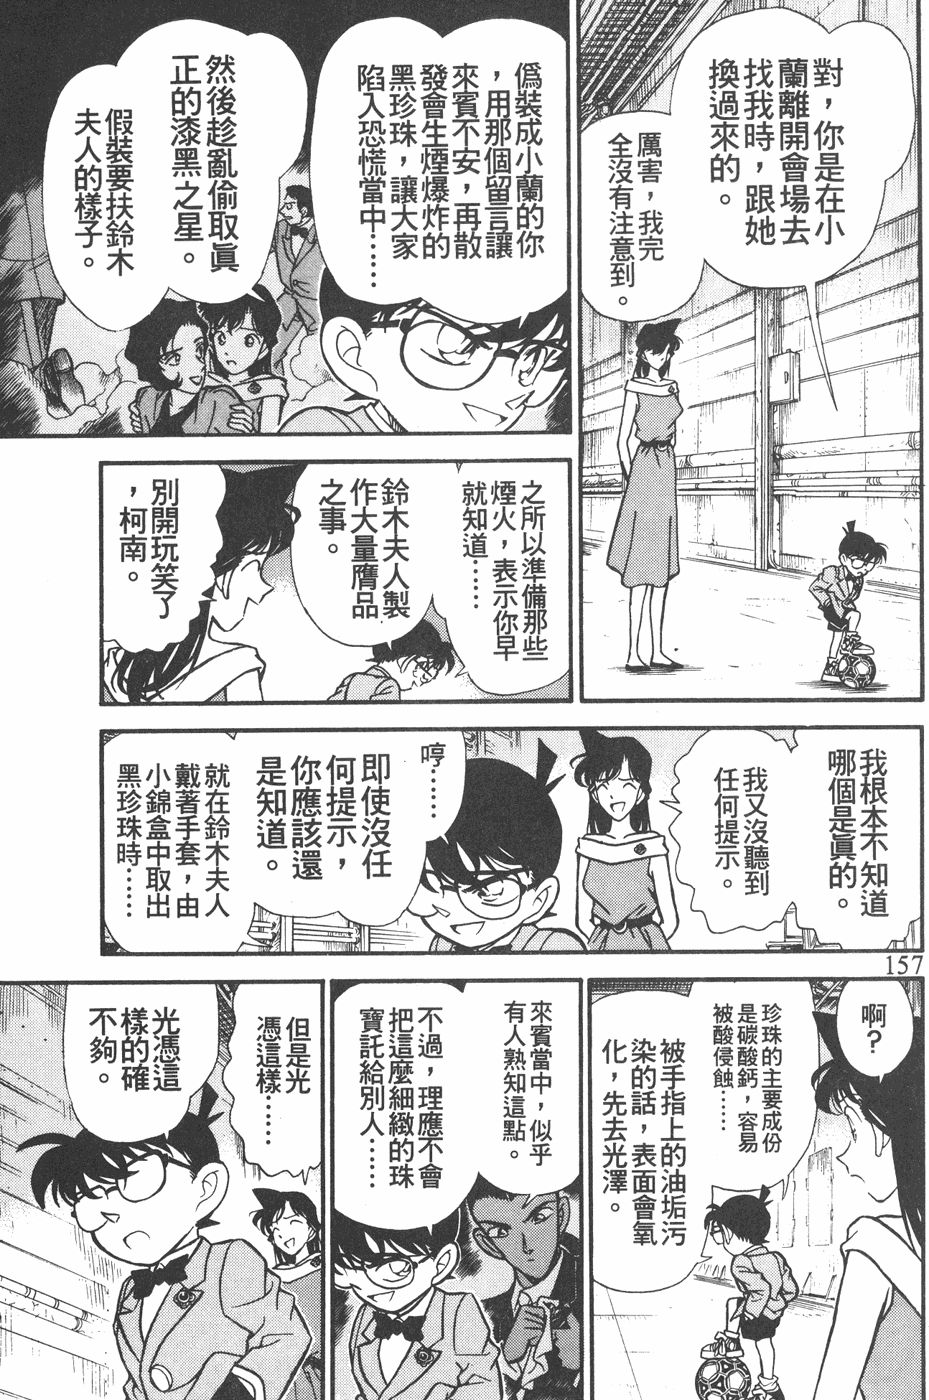 對，你是在小
蘭離開會場去
找我時，跟她
換過來的。
厲害，我完
全沒有注意到。
偽裝成小蘭的你
，用那個留言讓
來賓不安，再散
發會生煙爆炸的
黑珍珠，讓大家
陷入恐慌當中……
然後趁亂偷取眞
正的漆黑之星。
假裝要扶鈴木
夫人的樣子。
之所以準備那些
煙火，表示你早
就知道……
鈴木夫人製
作大量贋品
之事。
別開玩笑了
，柯南。
我根本不知道
哪個是眞的。
我又沒聽到
任何提示。
哼……
即使沒任
何提示，
你應該還
是知道。
就在鈴木夫人
戴著手套，由
小錦盒中取出
黑珍珠時……
157
啊？
珍珠的主要成份
是碳酸鈣，容易
被酸侵蝕……
被手指上的油垢污
染的話，表面會氧
化，先去光澤。
來賓當中，似乎
有人熟知這點。
不過，理應不會
把這麼細緻的珠
寶託給別人……
但是光
憑這樣……
光憑這
樣的確
不夠。